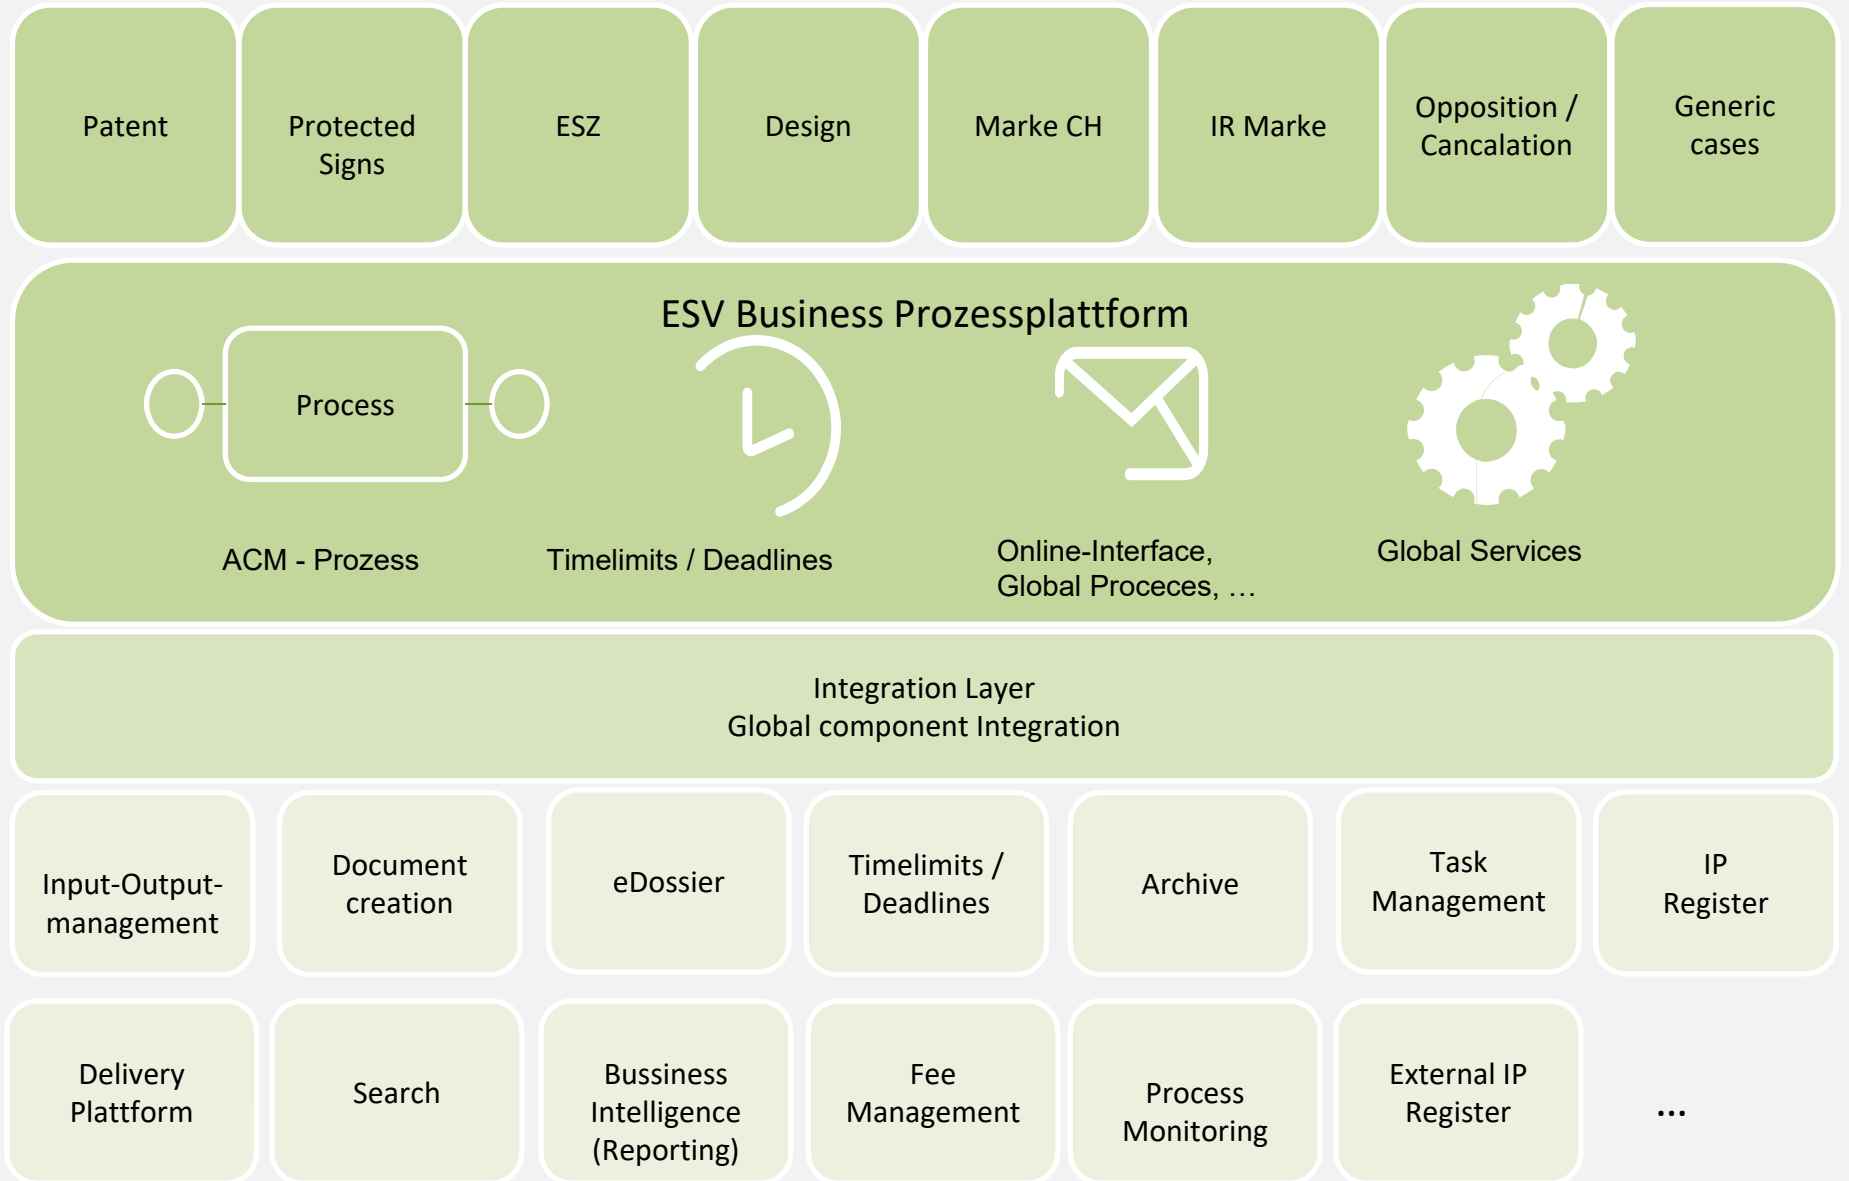 Patent
Protected
Signs
ESZ
Design
Marke CH
IR Marke
Opposition /
Cancalation
Generic
cases
ESV Business Prozessplattform
Process
ACM - Prozess
Timelimits / Deadlines
Online-Interface,
Global Proceces, …
Global Services
Integration Layer
Global component Integration
Input-Output-
management
Document
creation
eDossier
Timelimits /
Deadlines
Archive
Task
Management
IP
Register
Delivery
Plattform
Search
Bussiness
Intelligence
(Reporting)
Fee
Management
Process
Monitoring
External IP
Register
...